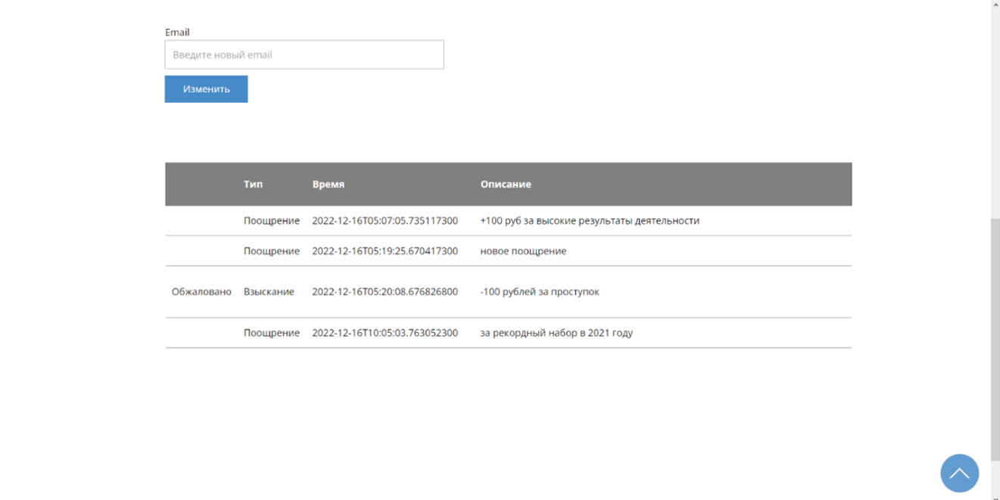 Email
Введите новый email
Изменить
Тип Время Описание
Поощрение 2022-12-16T05:07:05.735117300 +100 руб за высокие результаты деятельности
Поощрение 2022-12-16T05:19:25.670417300 новое поощрение
Обжаловано Взыскание 2022-12-16T05:20:08.676826800 -100 рублей за проступок
Поощрение 2022-12-16T10:05:03.763052300 за рекордный набор в 2021 году